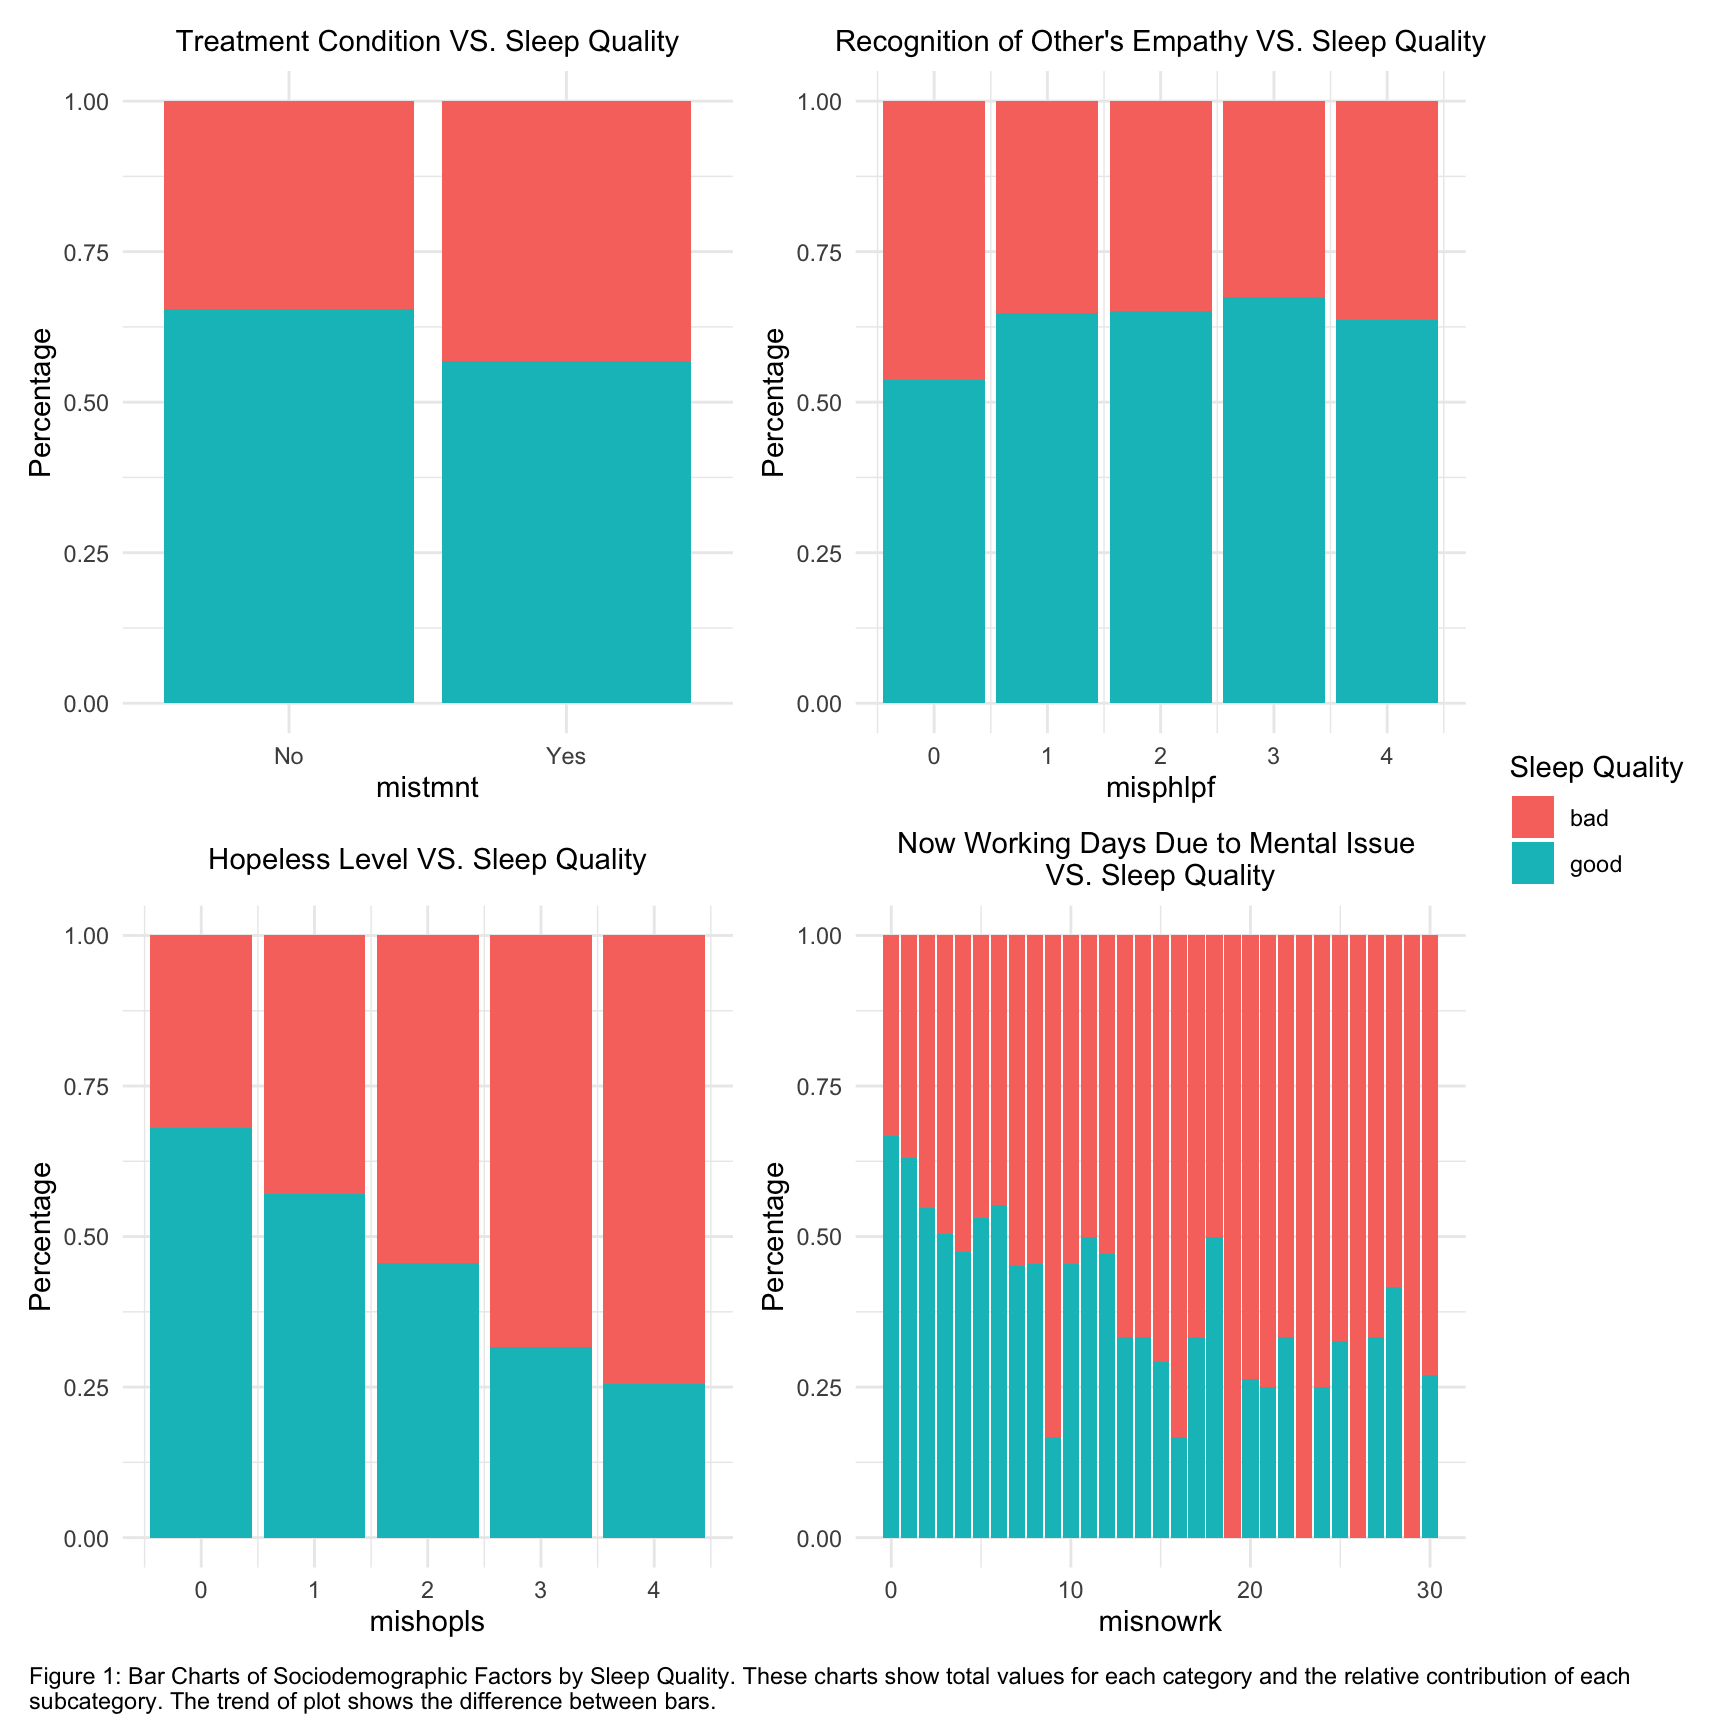 Treatment Condition VS. Sleep Quality
Percentage
1.00
0.75
0.50
0.25
0.00
No Yes
mistmnt
Recognition of Other's Empathy VS. Sleep Quality
Percentage
1.00
0.75
0.50
0.25
0.00
0 1 2 3 4
misphlpf
Sleep Quality
bad
good
Hopeless Level VS. Sleep Quality
Percentage
1.00
0.75
0.50
0.25
0.00
0 1 2 3 4
mishopls
Now Working Days Due to Mental Issue
VS. Sleep Quality
Percentage
1.00
0.75
0.50
0.25
0.00
0 10 20 30
misnowrk
Figure 1: Bar Charts of Sociodemographic Factors by Sleep Quality. These charts show total values for each category and the relative contribution of each
subcategory. The trend of plot shows the difference between bars.